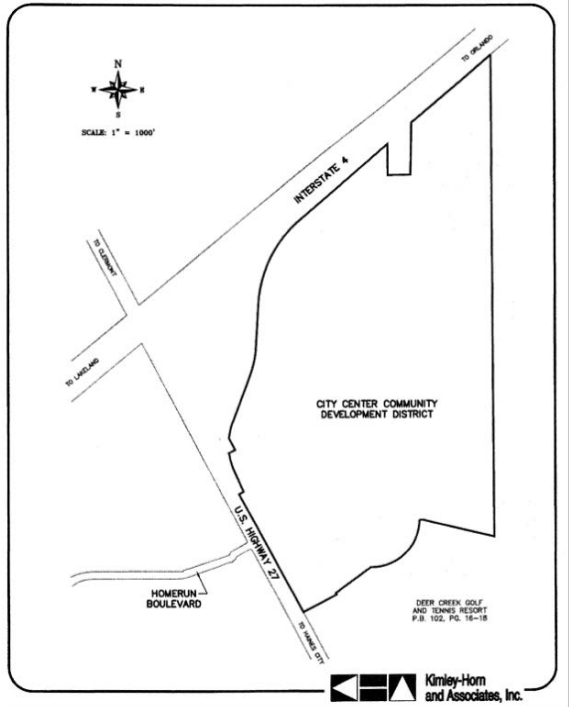 TO ORLANDO
N
W
E
S
SCALE: 1" = 1000'
INTERSTATE 4
TO CLERMONT
TO LAKELAND
CITY CENTER COMMUNITY
DEVELOPMENT DISTRICT
U.S. HIGHWAY 27
HOMERUN
BOULEVARD
DEER CREEK GOLF
AND TENNIS RESORT
P.B. 102, PG. 16-18
TO HAINES CITY
Kimley-Horn
and Associates, Inc.